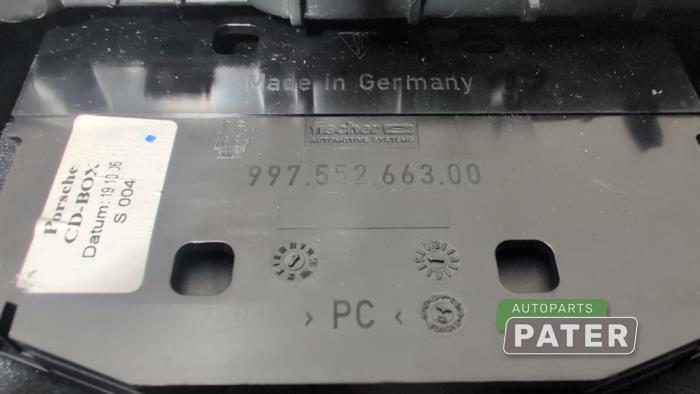 Made in Germany
fischer
AUTOMOTIVE SYSTEMS
997.552.663.00
Porsche
CD-BOX
Datum: 19.10.06
S 004
> PC <
AUTOPARTS
PATER